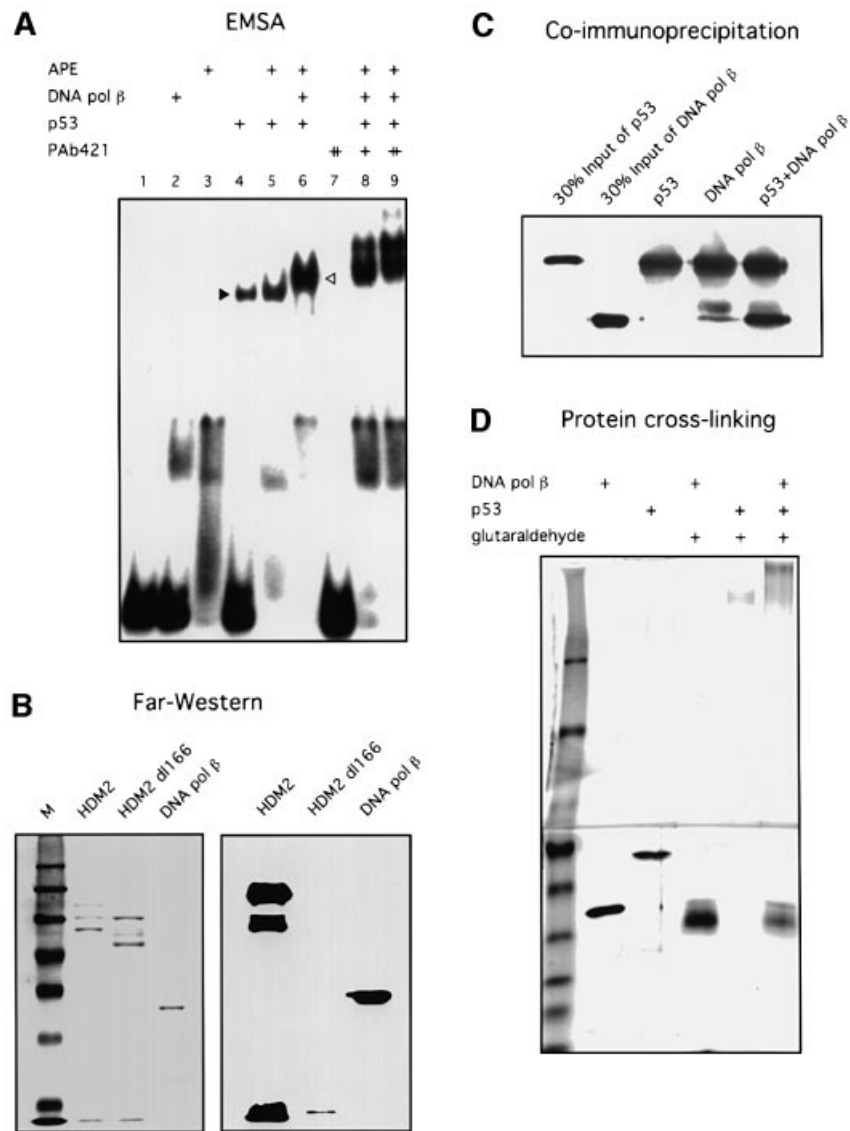 A
EMSA
APE + + + + +
DNA pol β + + + +
p53 + + + + +
PAb421 ⧺ + ⧺
1 2 3 4 5 6 7 8 9
B
Far-Western
M HDM2 HDM2 dl166 DNA pol β
HDM2 HDM2 dl166 DNA pol β
C
Co-immunoprecipitation
30% Input of p53
30% Input of DNA pol β
p53
DNA pol β
p53+DNA pol β
D
Protein cross-linking
DNA pol β + + +
p53 + + +
glutaraldehyde + + +